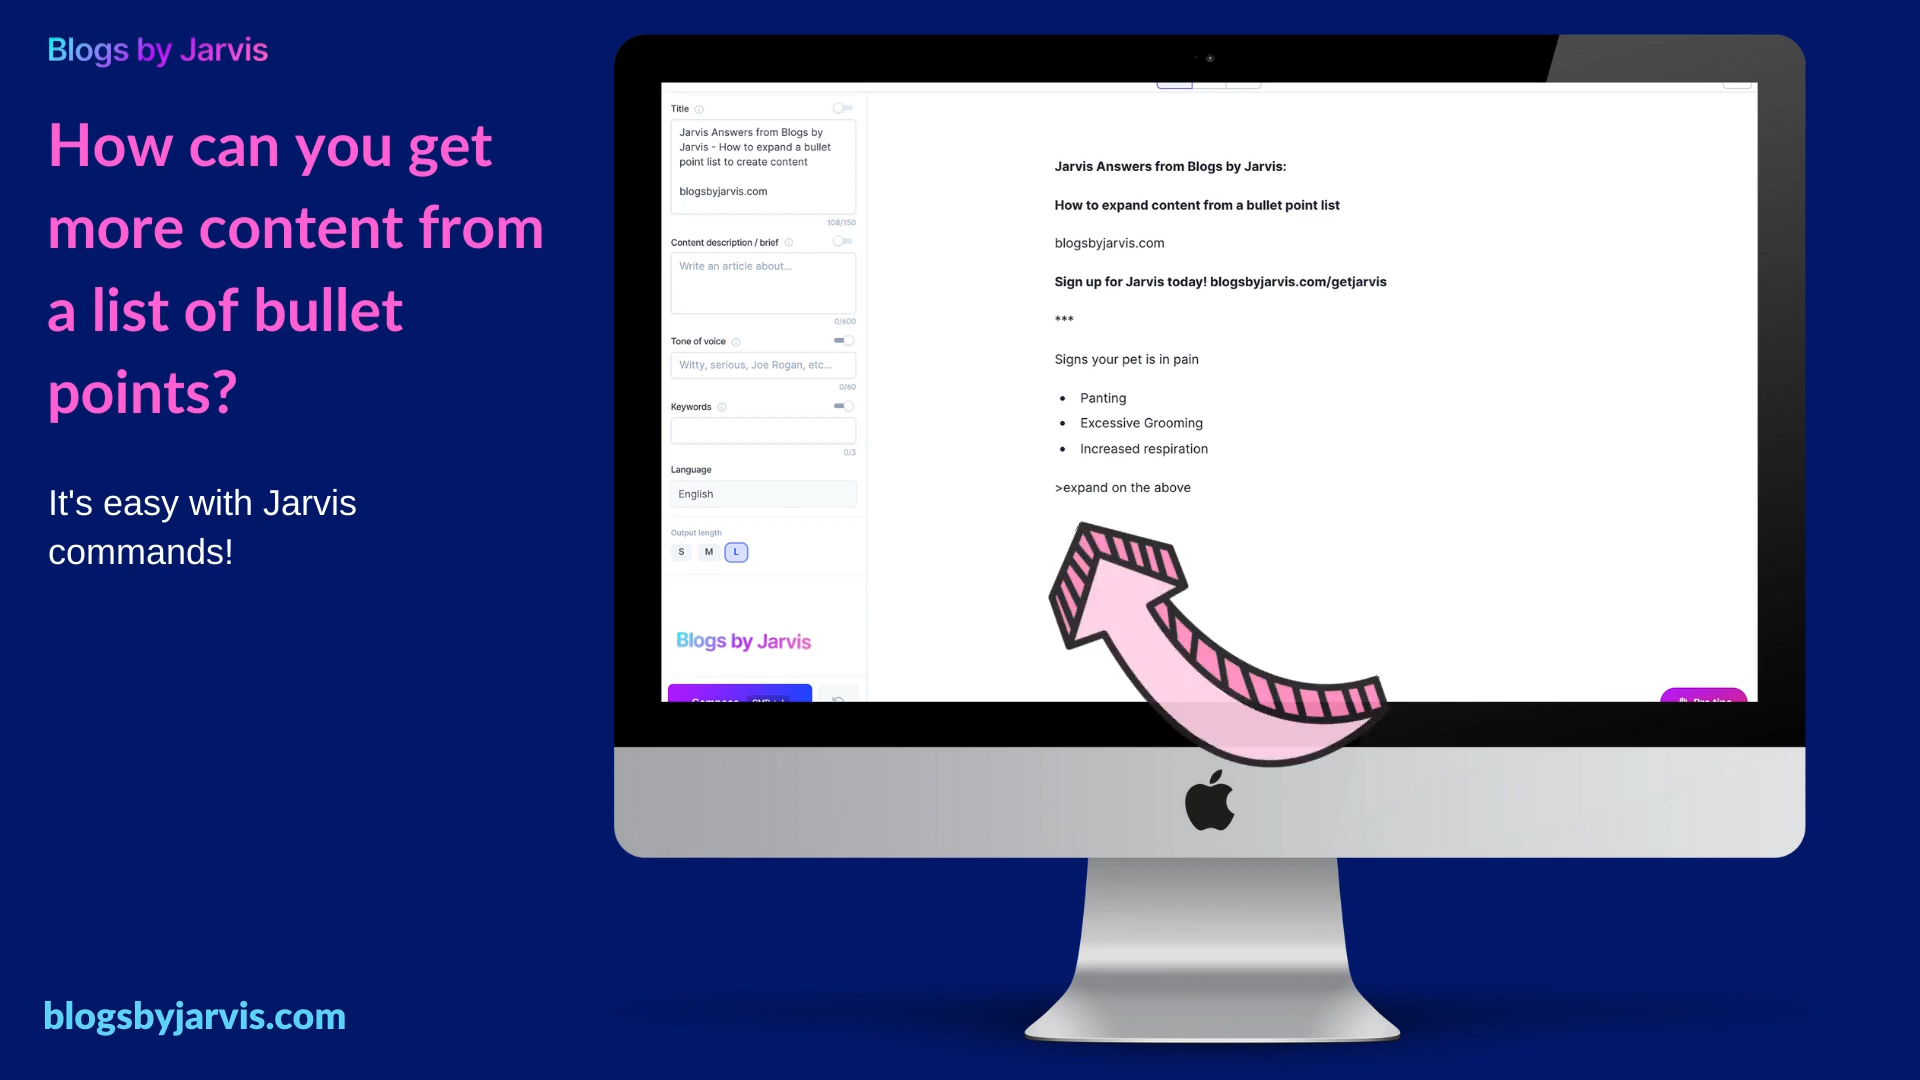 Blogs by Jarvis
How can you get
more content from
a list of bullet
points?
It's easy with Jarvis
commands!
blogsbyjarvis.com
Title
Jarvis Answers from Blogs by
Jarvis - How to expand a bullet
point list to create content
blogsbyjarvis.com
108/150
Content description / brief
Write an article about...
0/600
Tone of voice
Witty, serious, Joe Rogan, etc...
0/60
Keywords
0/3
Language
English
Output length
S M L
Blogs by Jarvis
Jarvis Answers from Blogs by Jarvis:
How to expand content from a bullet point list
blogsbyjarvis.com
Sign up for Jarvis today! blogsbyjarvis.com/getjarvis
***
Signs your pet is in pain
• Panting
• Excessive Grooming
• Increased respiration
>expand on the above